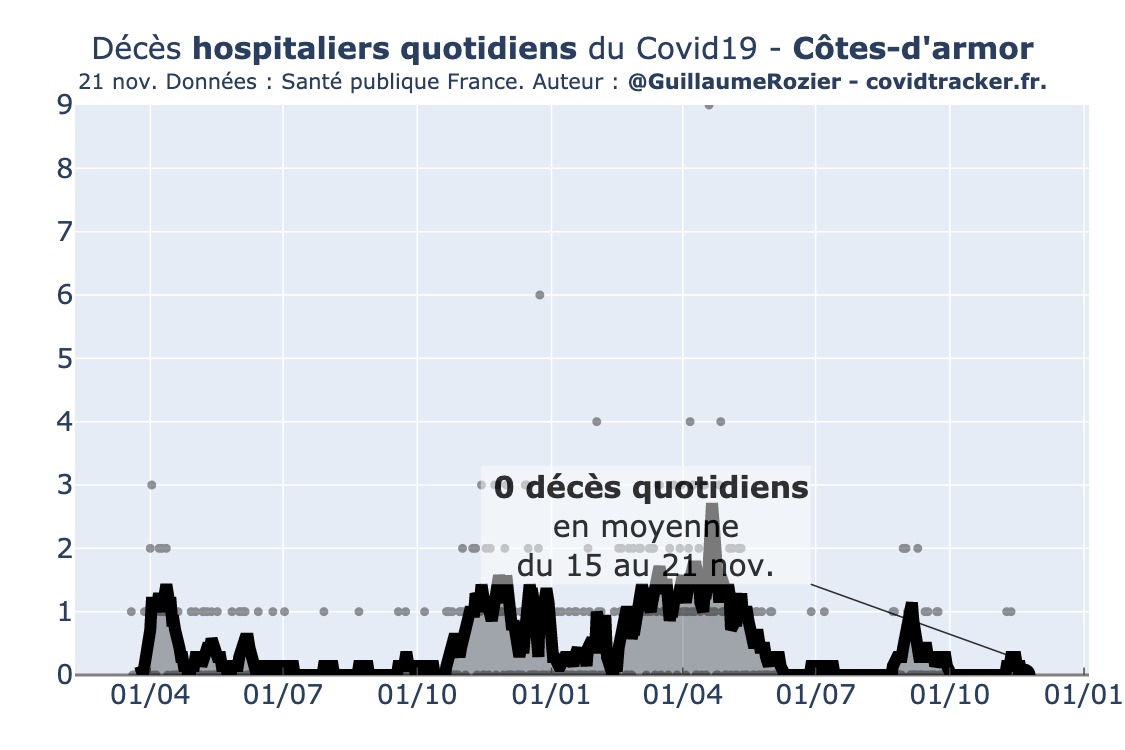 Décès hospitaliers quotidiens du Covid19 - Côtes-d'armor
21 nov. Données : Santé publique France. Auteur : @GuillaumeRozier - covidtracker.fr.
9
8
7
6
5
4
3
2
1
0
0 décès quotidiens
en moyenne
du 15 au 21 nov.
01/04 01/07 01/10 01/01 01/04 01/07 01/10 01/01